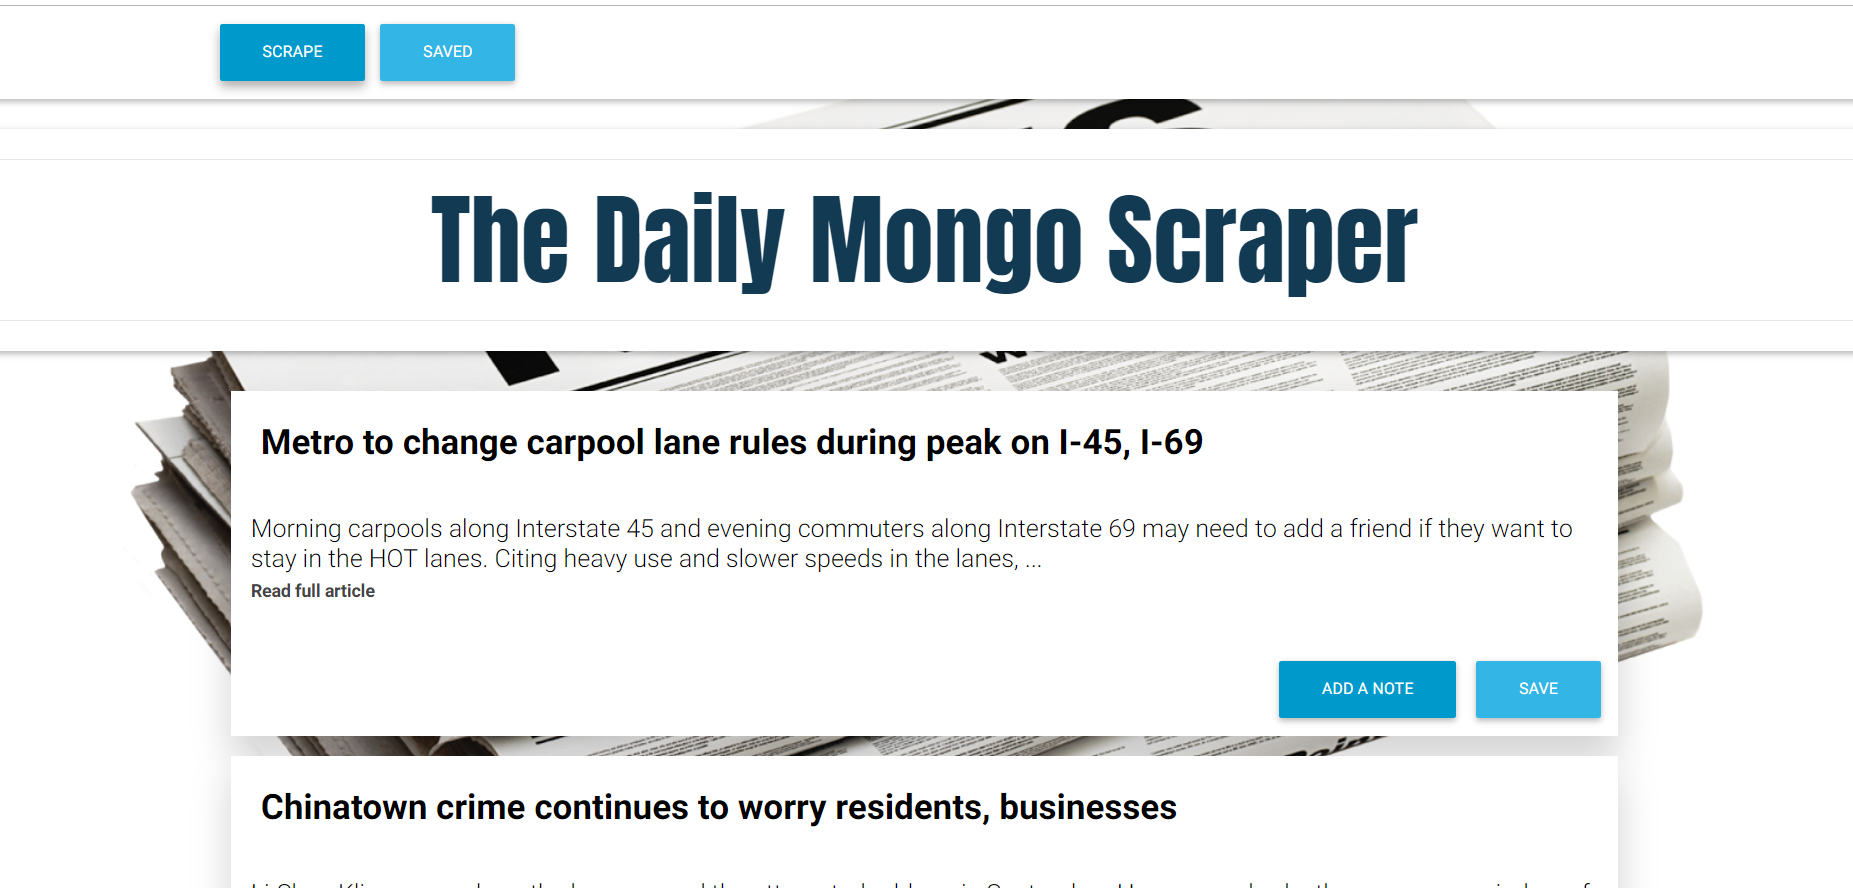 SCRAPE
SAVED
The Daily Mongo Scraper
Metro to change carpool lane rules during peak on I-45, I-69
Morning carpools along Interstate 45 and evening commuters along Interstate 69 may need to add a friend if they want to
stay in the HOT lanes. Citing heavy use and slower speeds in the lanes, ...
Read full article
ADD A NOTE
SAVE
Chinatown crime continues to worry residents, businesses